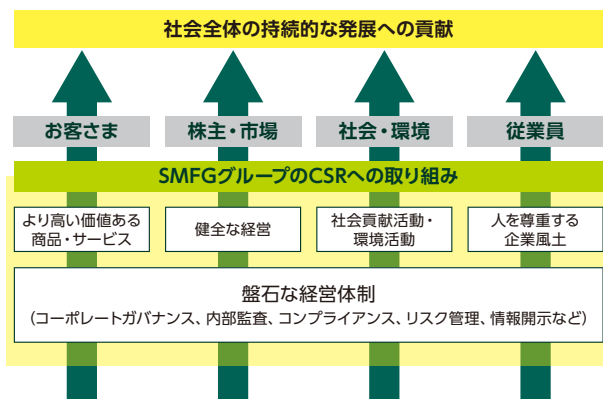 社会全体の持続的な発展への貢献
お客さま
株主・市場
社会・環境
従業員
SMFGグループのCSRへの取り組み
より高い価値ある
商品・サービス
健全な経営
社会貢献活動・
環境活動
人を尊重する
企業風土
盤石な経営体制
（コーポレートガバナンス、内部監査、コンプライアンス、リスク管理、情報開示など）